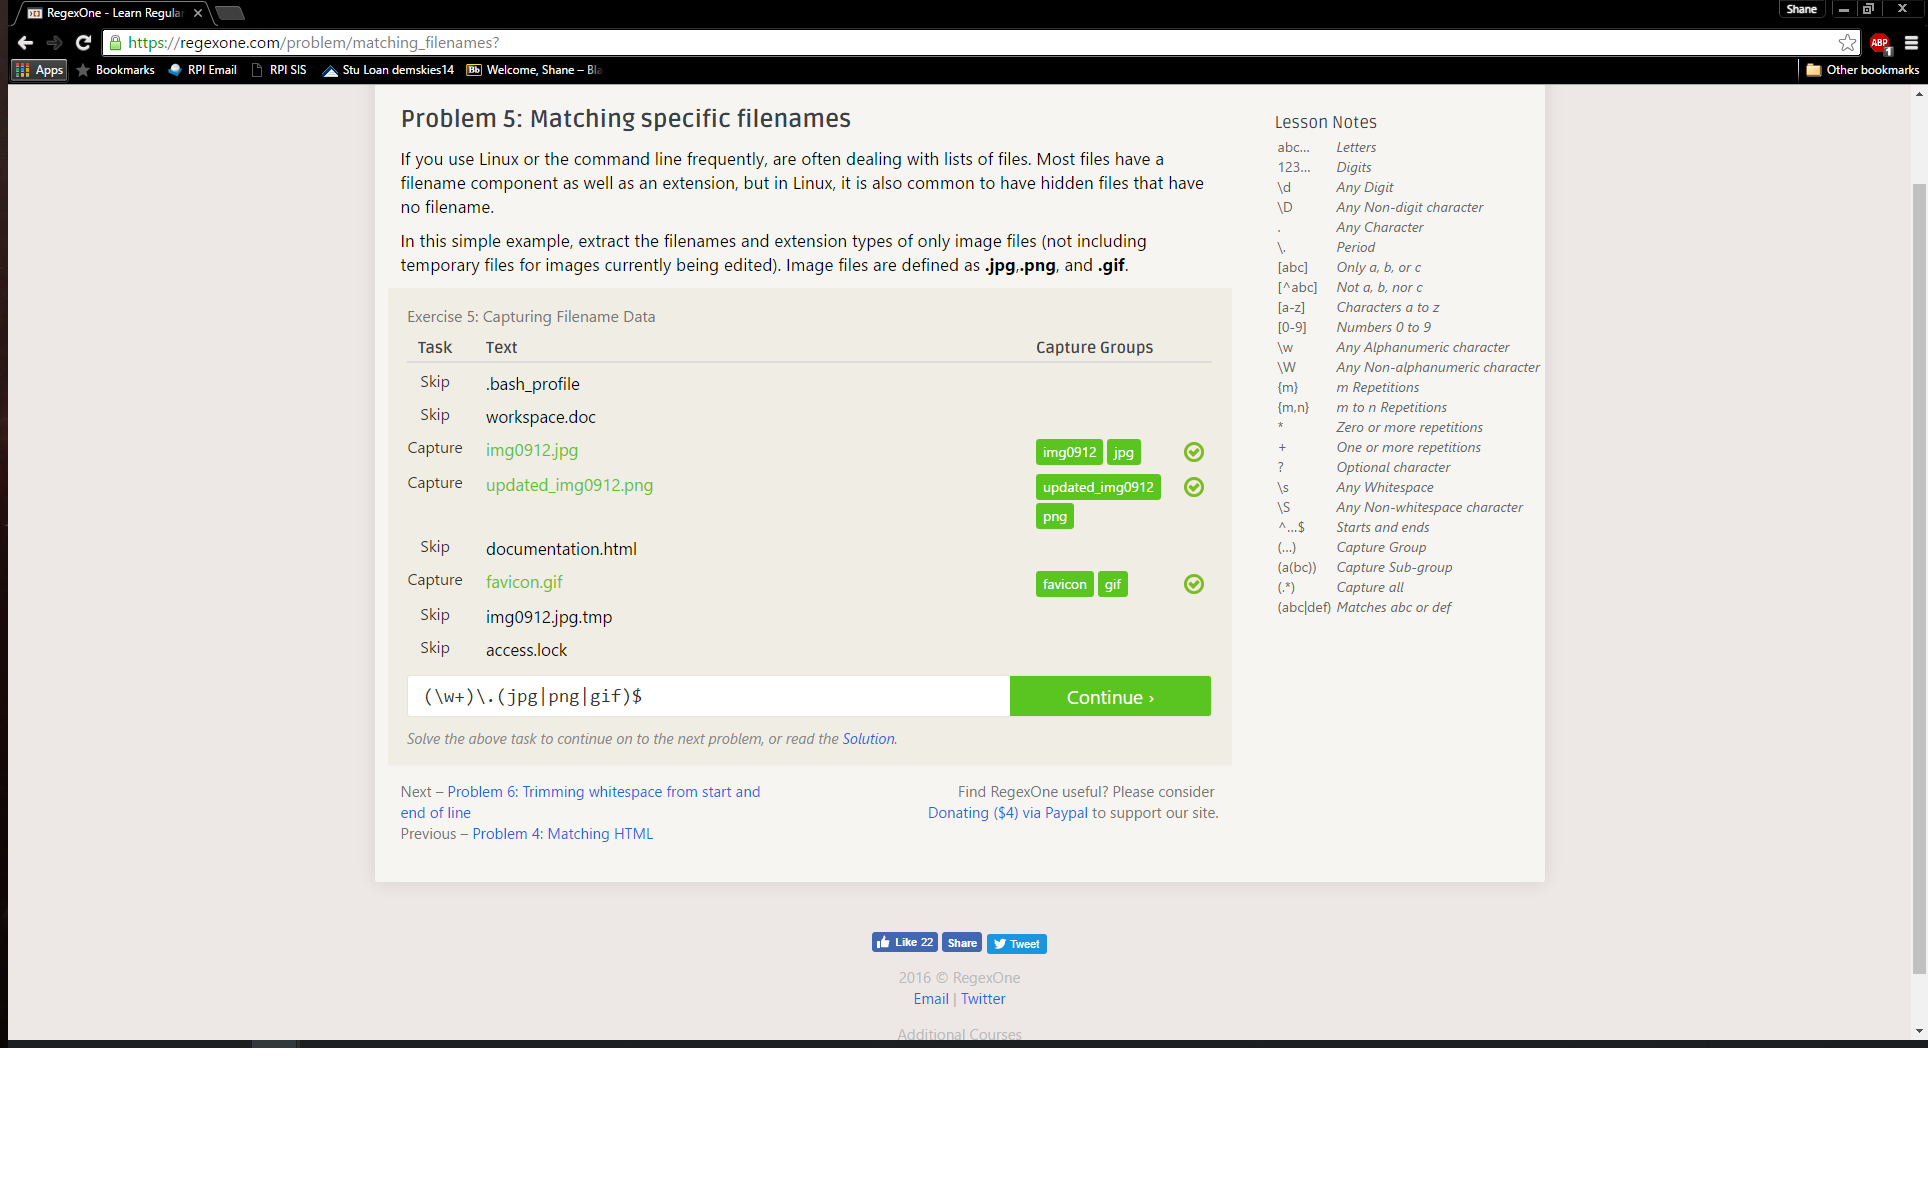 RegexOne - Learn Regula
Shane
https://regexone.com/problem/matching_filenames?
ABP 1
Apps Bookmarks RPI Email RPI SIS Stu Loan demskies14 Bb Welcome, Shane – Bla Other bookmarks
Problem 5: Matching specific filenames
If you use Linux or the command line frequently, are often dealing with lists of files. Most files have a
filename component as well as an extension, but in Linux, it is also common to have hidden files that have
no filename.
In this simple example, extract the filenames and extension types of only image files (not including
temporary files for images currently being edited). Image files are defined as .jpg,.png, and .gif.
Exercise 5: Capturing Filename Data
Task Text Capture Groups
Skip .bash_profile
Skip workspace.doc
Capture img0912.jpg img0912 jpg
Capture updated_img0912.png updated_img0912
png
Skip documentation.html
Capture favicon.gif favicon gif
Skip img0912.jpg.tmp
Skip access.lock
(\w+)\.(jpg|png|gif)$ Continue ›
Solve the above task to continue on to the next problem, or read the Solution.
Next – Problem 6: Trimming whitespace from start and
end of line
Previous – Problem 4: Matching HTML
Find RegexOne useful? Please consider
Donating ($4) via Paypal to support our site.
Lesson Notes
abc... Letters
123... Digits
\d Any Digit
\D Any Non-digit character
. Any Character
\. Period
[abc] Only a, b, or c
[^abc] Not a, b, nor c
[a-z] Characters a to z
[0-9] Numbers 0 to 9
\w Any Alphanumeric character
\W Any Non-alphanumeric character
{m} m Repetitions
{m,n} m to n Repetitions
* Zero or more repetitions
+ One or more repetitions
? Optional character
\s Any Whitespace
\S Any Non-whitespace character
^...$ Starts and ends
(...) Capture Group
(a(bc)) Capture Sub-group
(.*) Capture all
(abc|def) Matches abc or def
Like 22 Share Tweet
2016 © RegexOne
Email | Twitter
Additional Courses